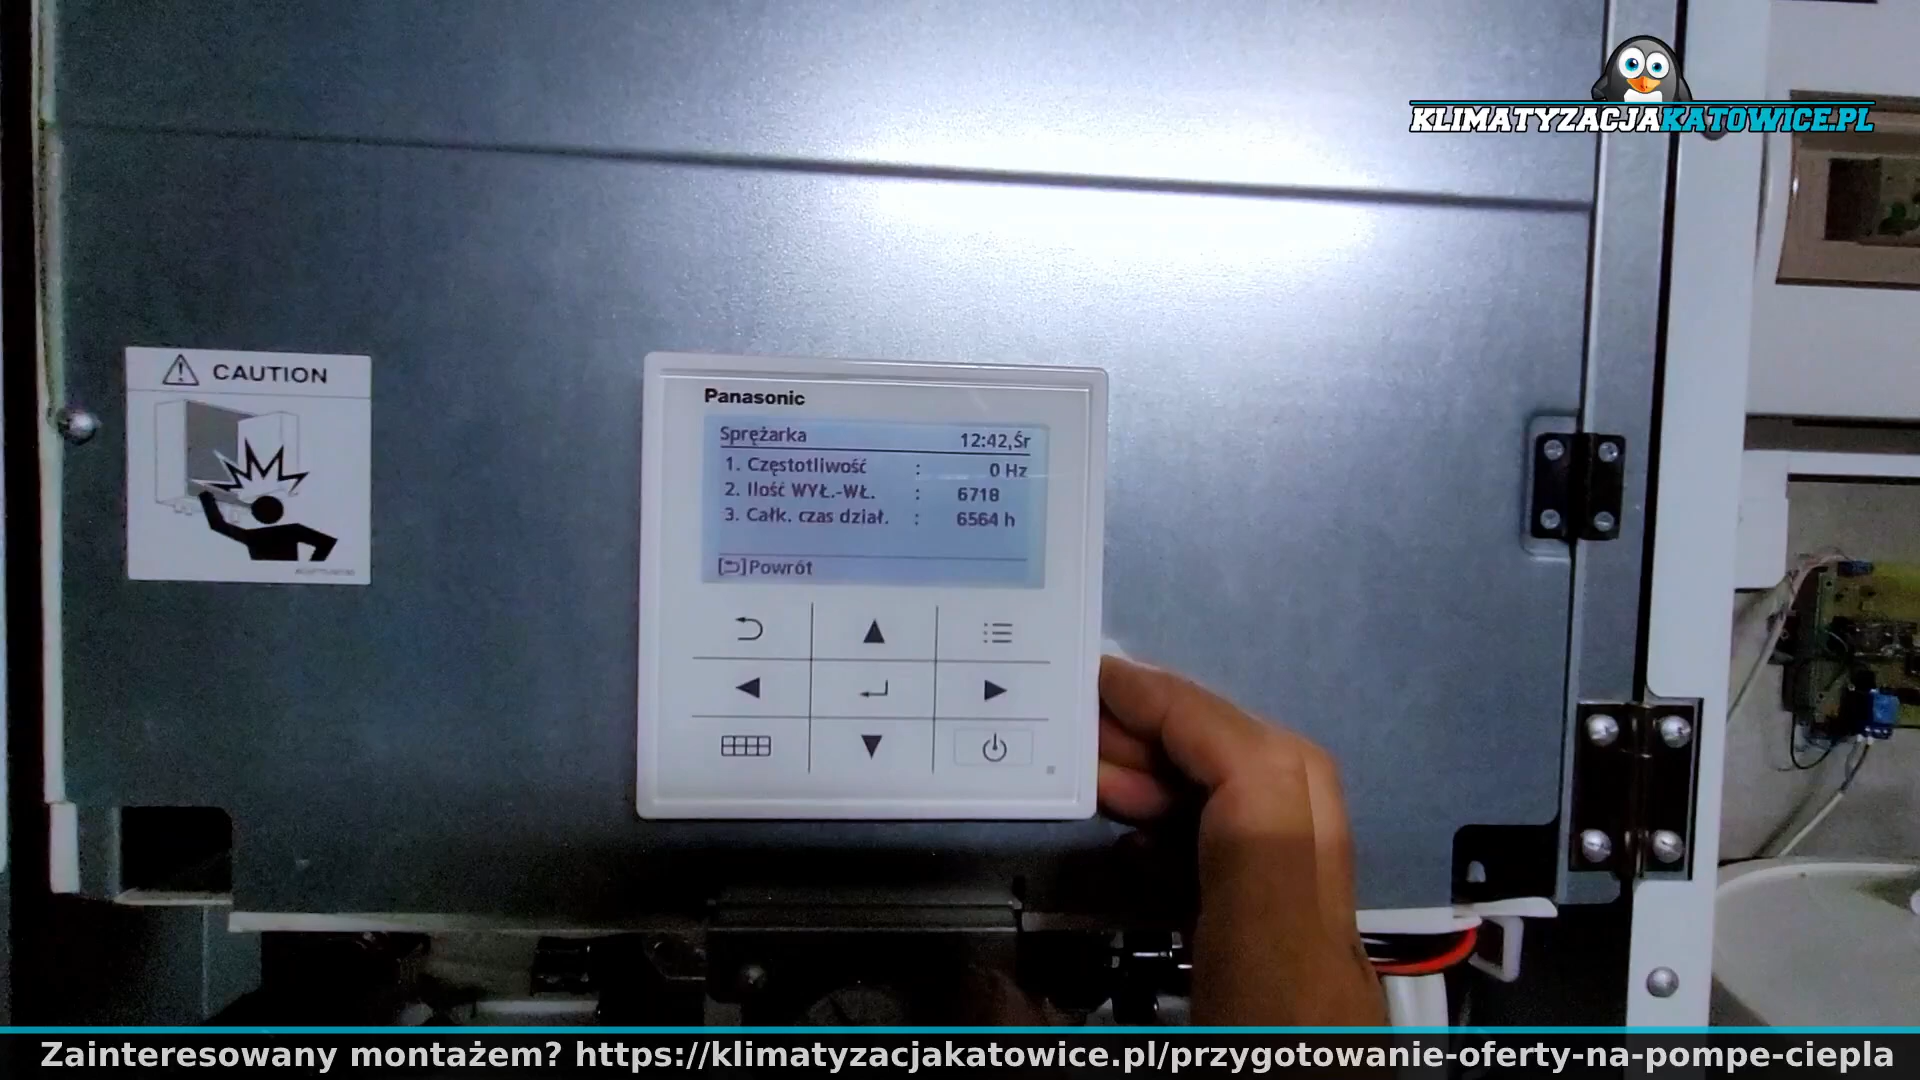 KLIMATYZACJAKATOWICE.PL
CAUTION
Panasonic
Sprężarka 12:42,Śr
1. Częstotliwość : 0 Hz
2. Ilość WYŁ.-WŁ. : 6718
3. Całk. czas dział. : 6564 h
[⮌]Powrót
Zainteresowany montażem? https://klimatyzacjakatowice.pl/przygotowanie-oferty-na-pompe-ciepla